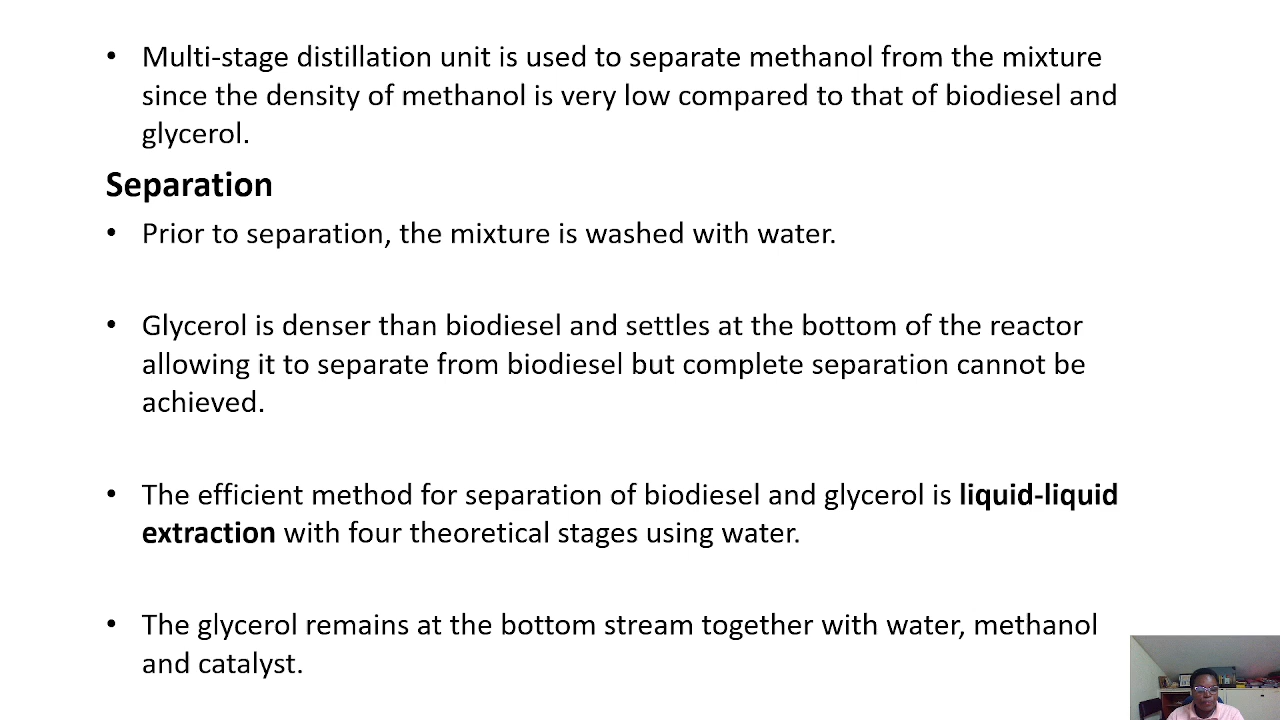 • Multi-stage distillation unit is used to separate methanol from the mixture
since the density of methanol is very low compared to that of biodiesel and
glycerol.
Separation
• Prior to separation, the mixture is washed with water.
• Glycerol is denser than biodiesel and settles at the bottom of the reactor
allowing it to separate from biodiesel but complete separation cannot be
achieved.
• The efficient method for separation of biodiesel and glycerol is liquid-liquid
extraction with four theoretical stages using water.
• The glycerol remains at the bottom stream together with water, methanol
and catalyst.